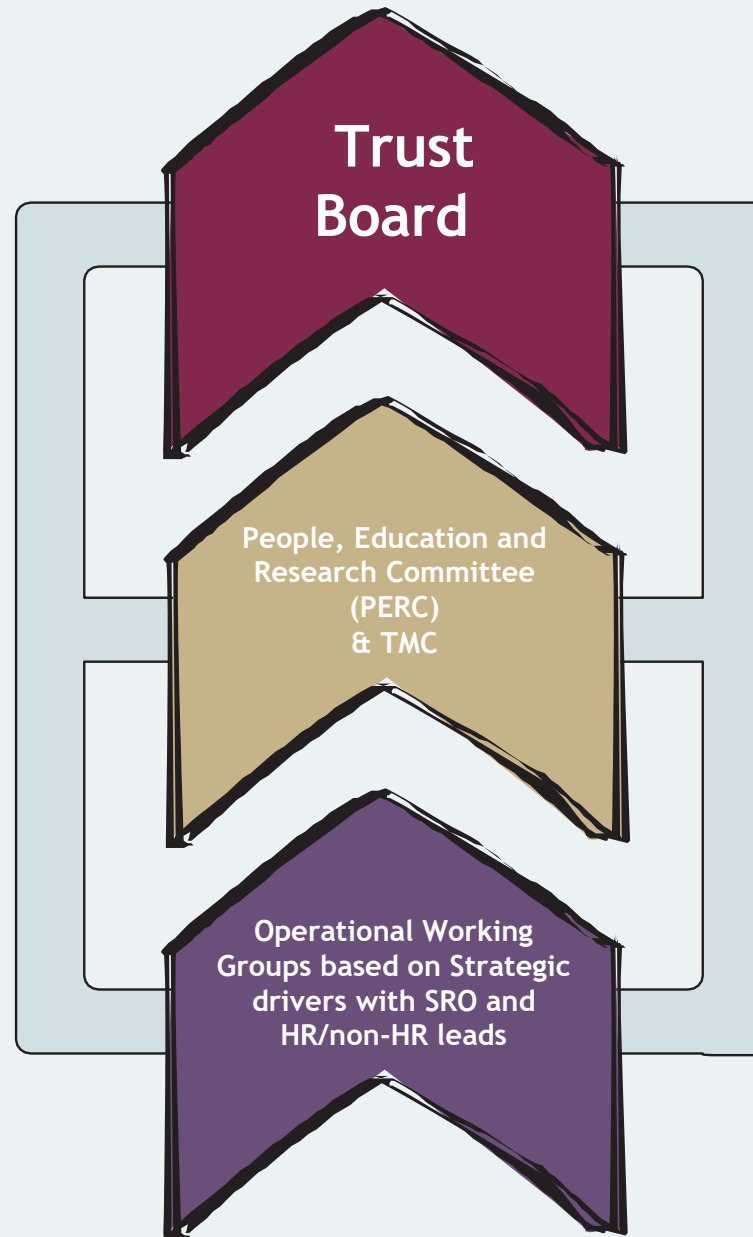 Trust
Board
People, Education and
Research Committee
(PERC)
& TMC
Operational Working
Groups based on Strategic
drivers with SRO and
HR/non-HR leads